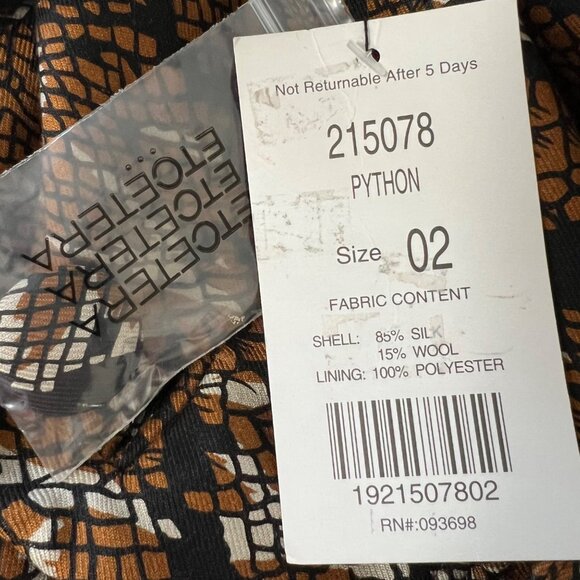 Not Returnable After 5 Days
215078
PYTHON
Size 02
FABRIC CONTENT
SHELL: 85% SILK
15% WOOL
LINING: 100% POLYESTER
1921507802
RN#:093698
ETCETERA
ETCETERA
ETCETERA